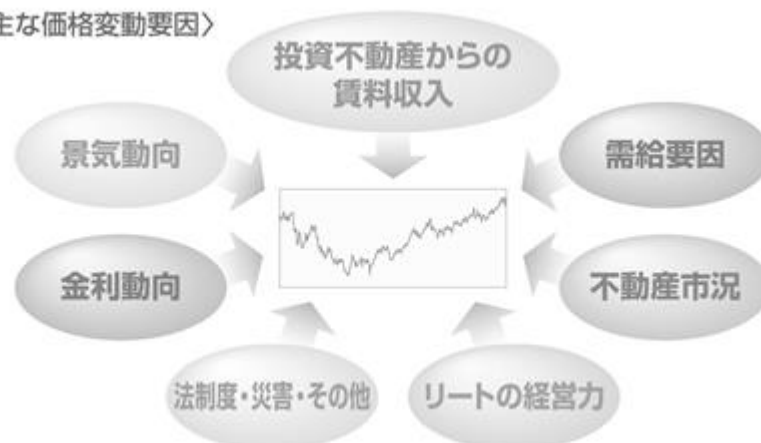 主な価格変動要因〉
投資不動産からの
賃料収入
景気動向
需給要因
金利動向
不動産市況
法制度・災害・その他
リートの経営力